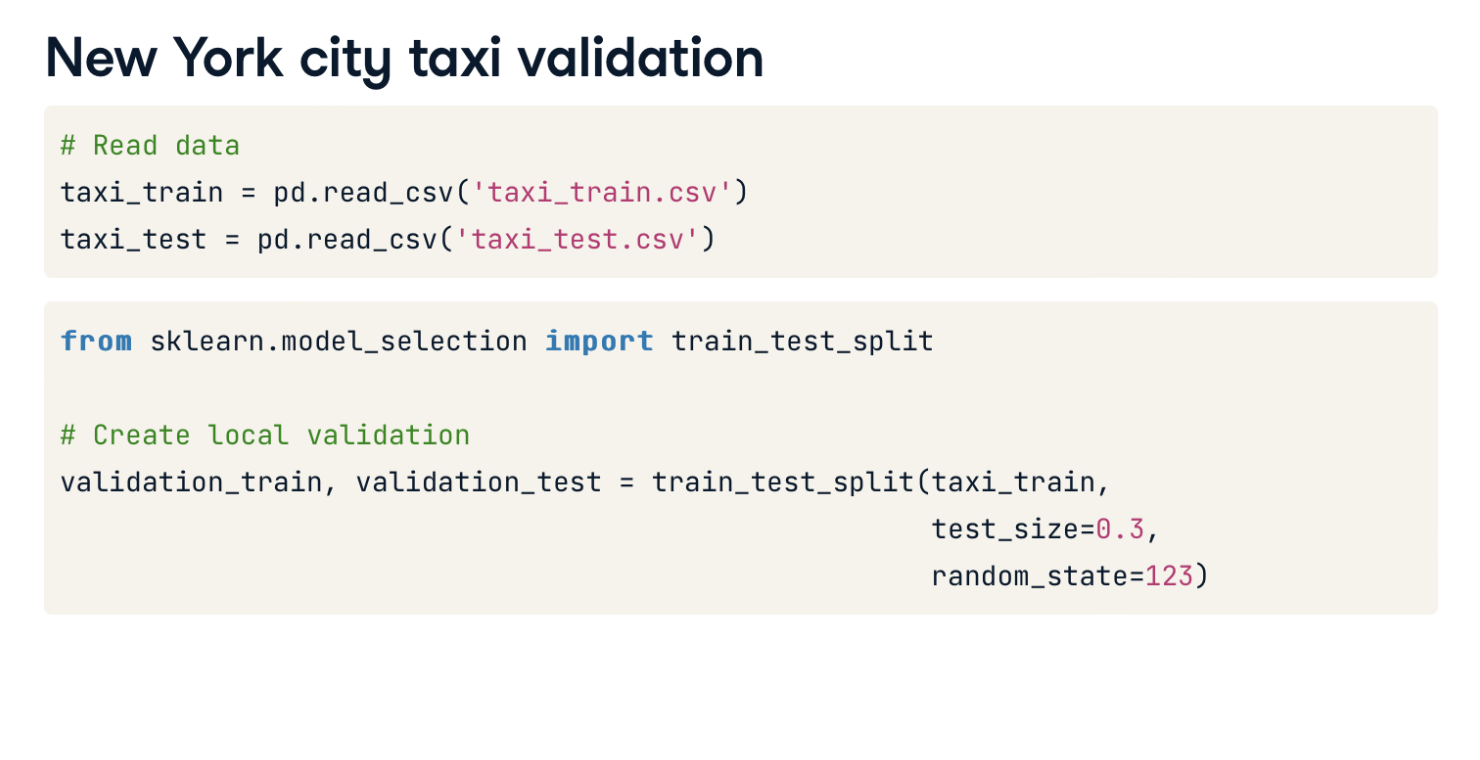 New York city taxi validation
# Read data
taxi_train = pd.read_csv('taxi_train.csv')
taxi_test = pd.read_csv('taxi_test.csv')
from sklearn.model_selection import train_test_split
# Create local validation
validation_train, validation_test = train_test_split(taxi_train,
test_size=0.3,
random_state=123)